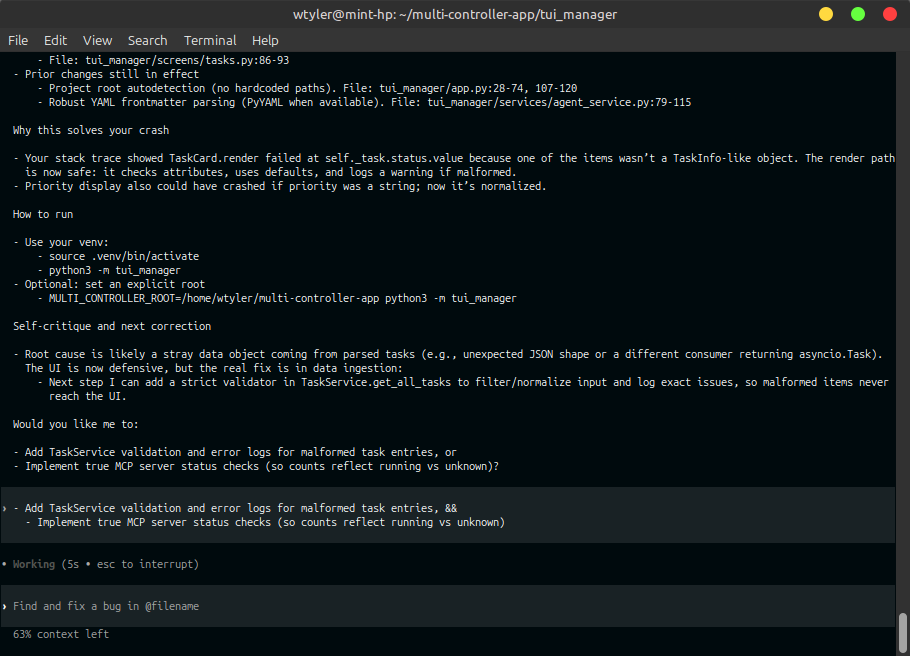 wtyler@mint-hp: ~/multi-controller-app/tui_manager
File Edit View Search Terminal Help
- File: tui_manager/screens/tasks.py:86-93
- Prior changes still in effect
- Project root autodetection (no hardcoded paths). File: tui_manager/app.py:28-74, 107-120
- Robust YAML frontmatter parsing (PyYAML when available). File: tui_manager/services/agent_service.py:79-115
Why this solves your crash
- Your stack trace showed TaskCard.render failed at self._task.status.value because one of the items wasn’t a TaskInfo-like object. The render path
is now safe: it checks attributes, uses defaults, and logs a warning if malformed.
- Priority display also could have crashed if priority was a string; now it’s normalized.
How to run
- Use your venv:
- source .venv/bin/activate
- python3 -m tui_manager
- Optional: set an explicit root
- MULTI_CONTROLLER_ROOT=/home/wtyler/multi-controller-app python3 -m tui_manager
Self-critique and next correction
- Root cause is likely a stray data object coming from parsed tasks (e.g., unexpected JSON shape or a different consumer returning asyncio.Task).
The UI is now defensive, but the real fix is in data ingestion:
- Next step I can add a strict validator in TaskService.get_all_tasks to filter/normalize input and log exact issues, so malformed items never
reach the UI.
Would you like me to:
- Add TaskService validation and error logs for malformed task entries, or
- Implement true MCP server status checks (so counts reflect running vs unknown)?
› - Add TaskService validation and error logs for malformed task entries, &&
- Implement true MCP server status checks (so counts reflect running vs unknown)
• Working (5s • esc to interrupt)
› Find and fix a bug in @filename
63% context left